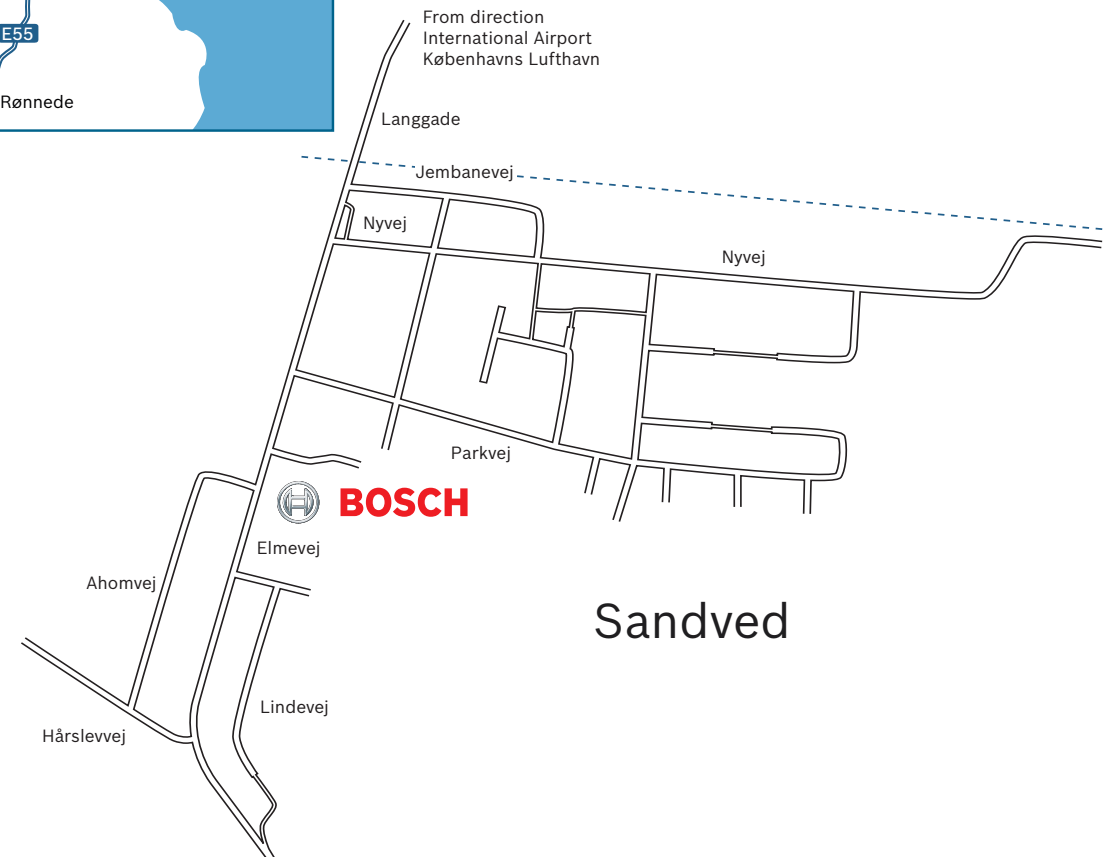 E55
Rønnede
From direction
International Airport
Københavns Lufthavn
Langgade
Jembanevej
Nyvej
Nyvej
Parkvej
BOSCH
Elmevej
Ahomvej
Sandved
Lindevej
Hårslevvej